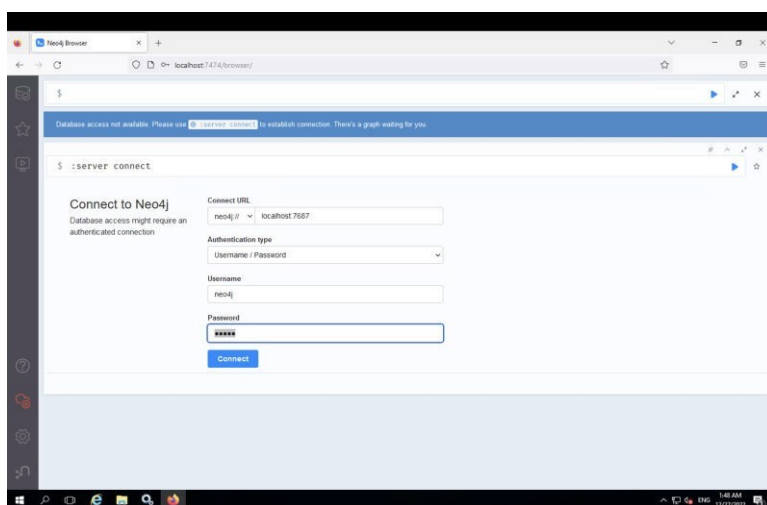 Neo4j Browser
localhost:7474/browser/
$
Database access not available. Please use :server connect to establish connection. There's a graph waiting for you.
$ :server connect
Connect to Neo4j
Database access might require an
authenticated connection
Connect URL
neo4j://
localhost:7687
Authentication type
Username / Password
Username
neo4j
Password
Connect
ENG
1:48 AM